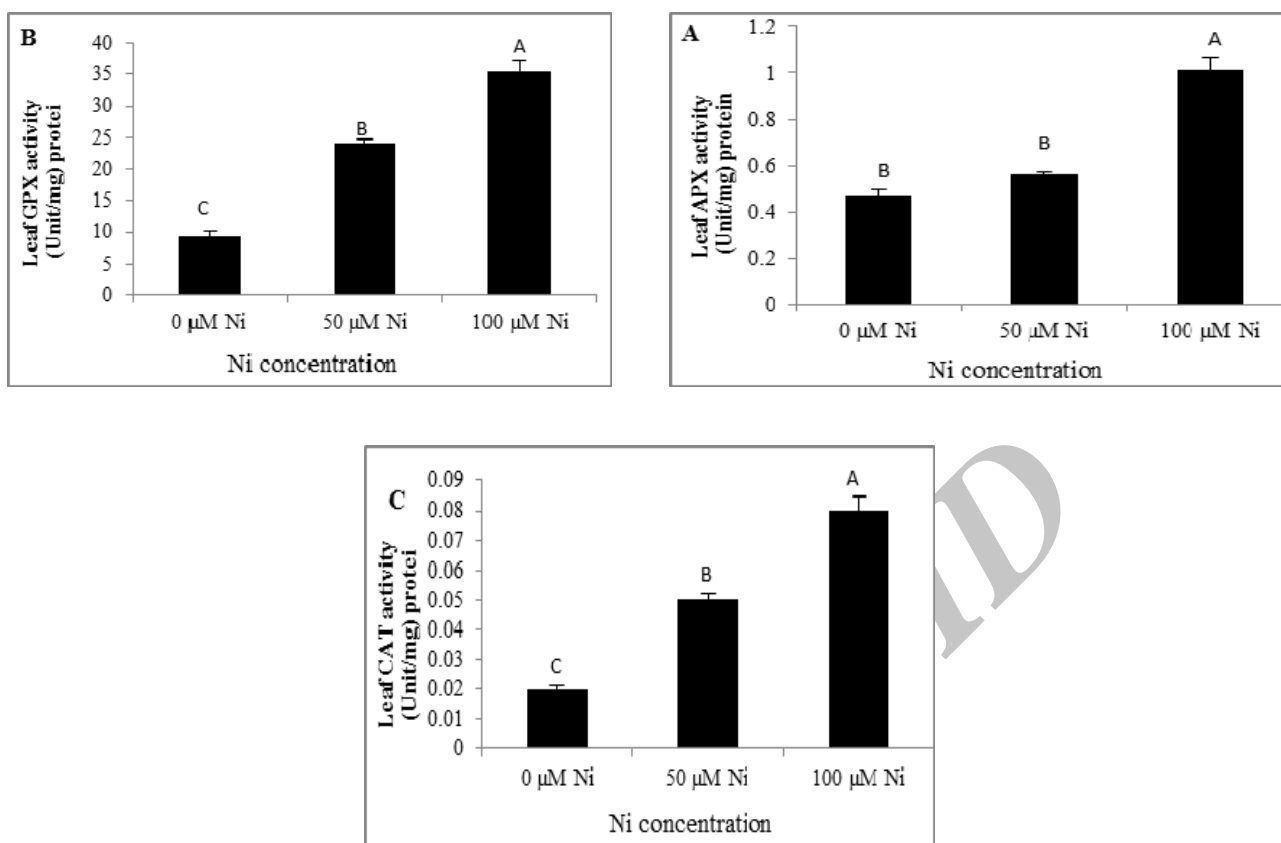 B
40
35
30
25
20
15
10
5
0
Leaf GPX activity
(Unit/mg) protei
C
B
A
0 µM Ni 50 µM Ni 100 µM Ni
Ni concentration
A
1.2
1
0.8
0.6
0.4
0.2
0
Leaf APX activity
(Unit/mg) protein
B
B
A
0 µM Ni 50 µM Ni 100 µM Ni
Ni concentration
C
0.09
0.08
0.07
0.06
0.05
0.04
0.03
0.02
0.01
0
Leaf CAT activity
(Unit/mg) protei
C
B
A
0 µM Ni 50 µM Ni 100 µM Ni
Ni concentration